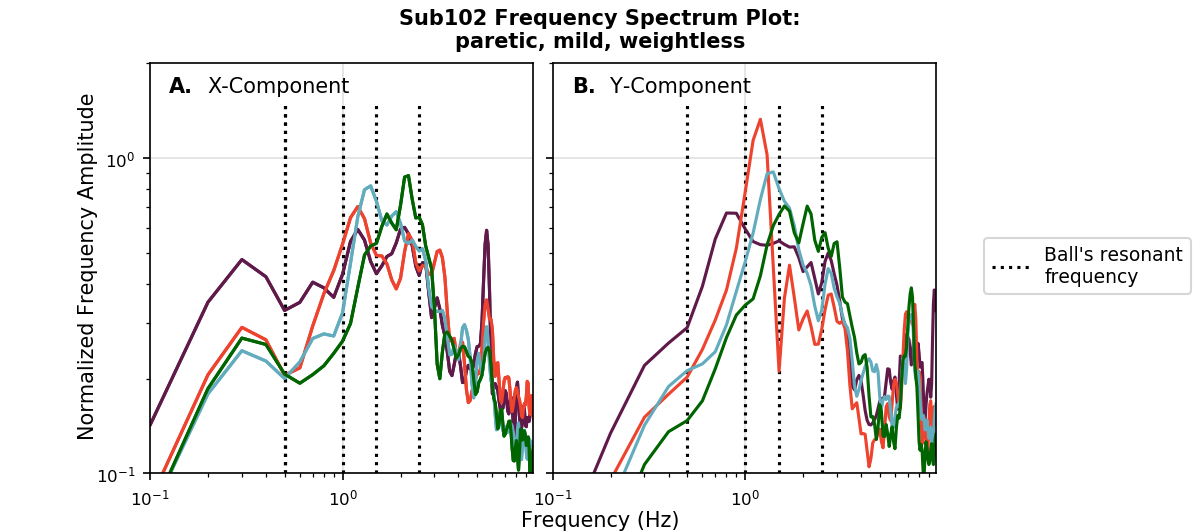 Sub102 Frequency Spectrum Plot:
paretic, mild, weightless
A. X-Component
B. Y-Component
Normalized Frequency Amplitude
10⁰
10⁻¹
10⁻¹
10⁰
10⁻¹
10⁰
Frequency (Hz)
Ball's resonant
frequency